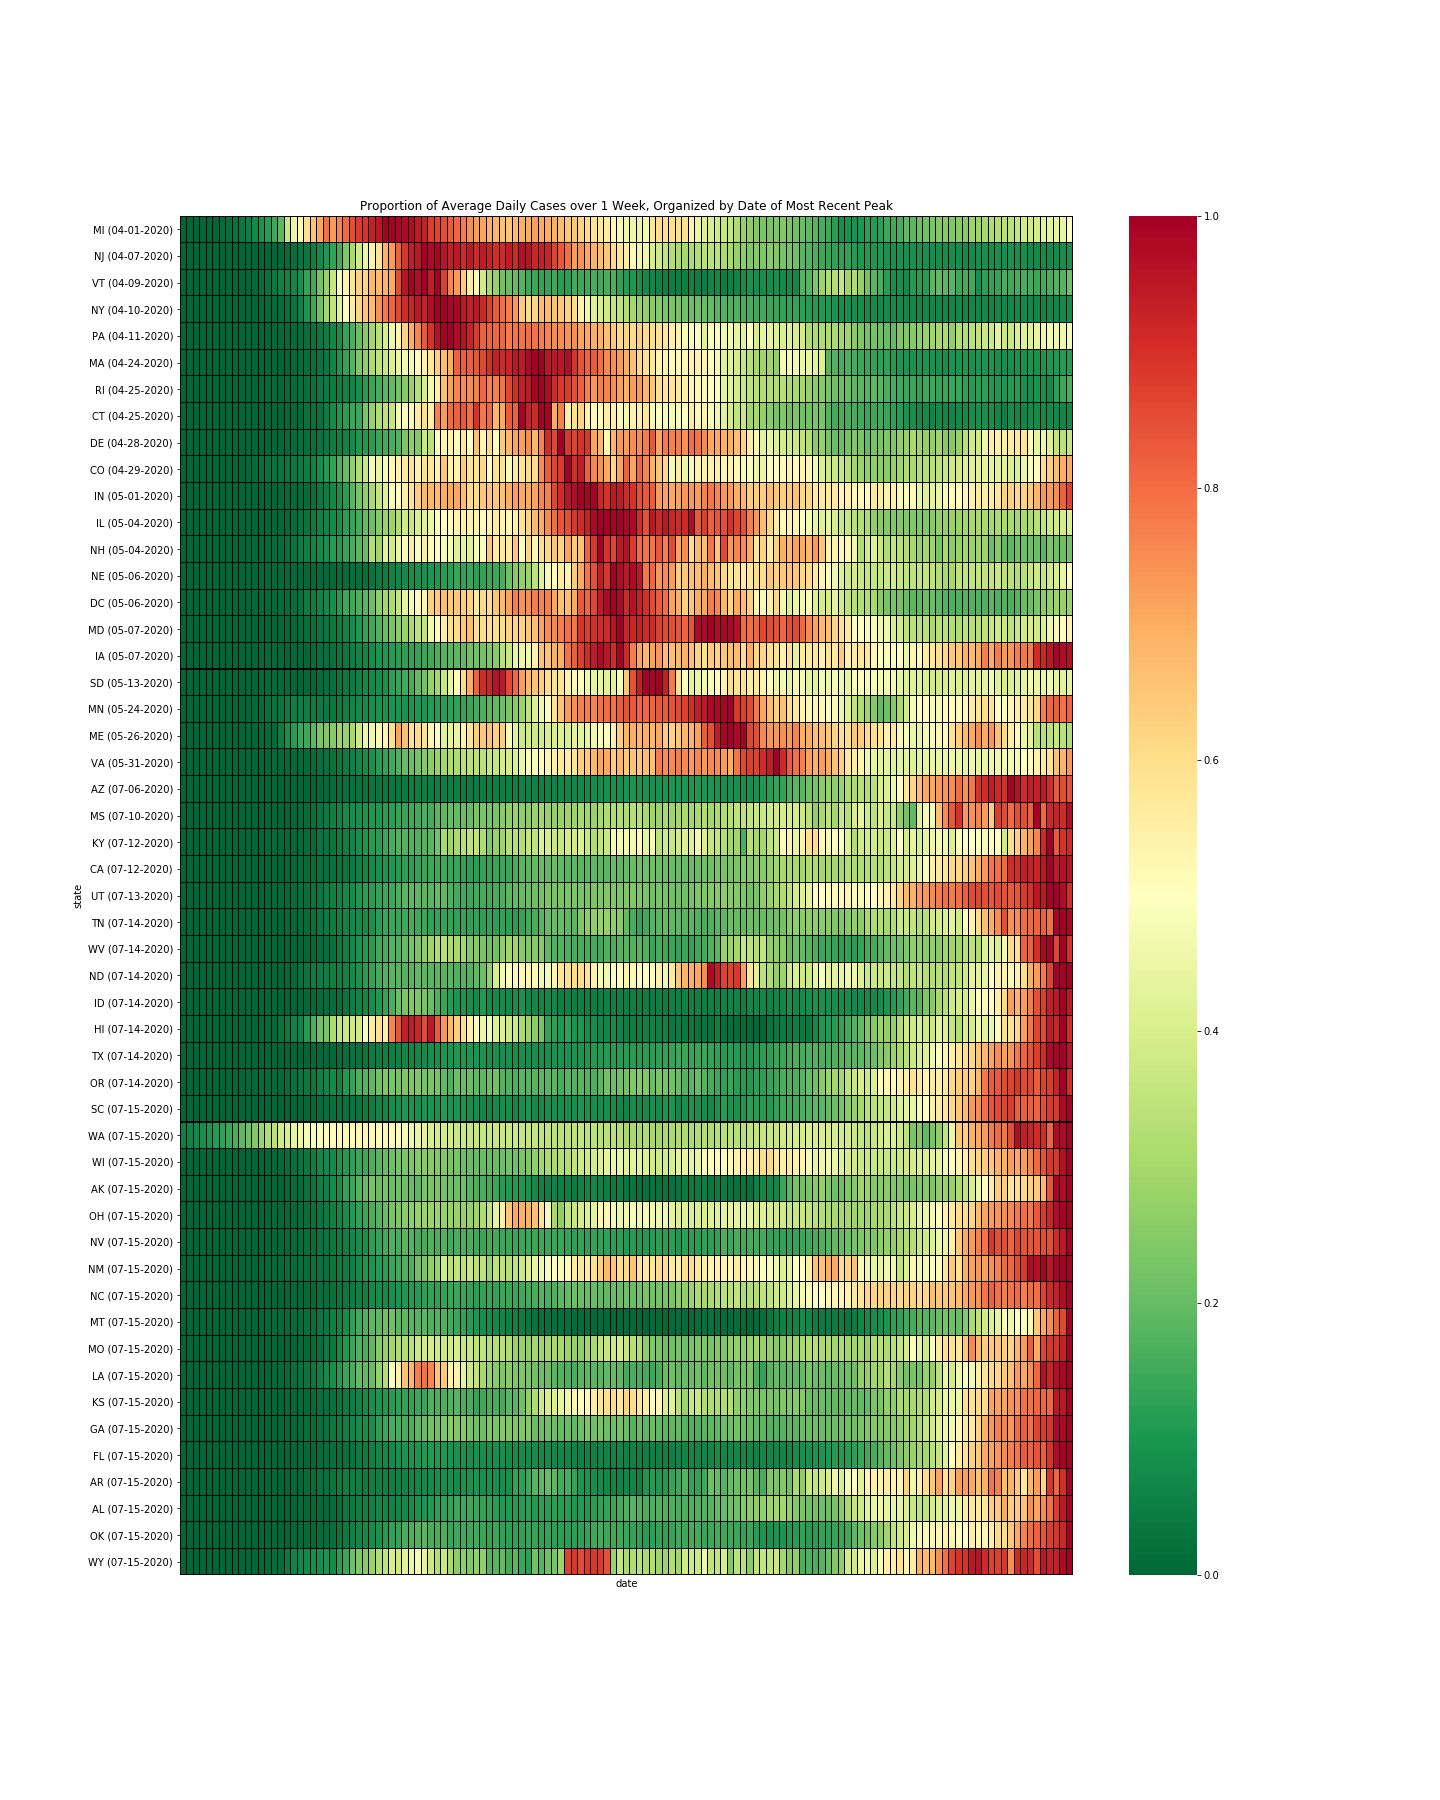 Proportion of Average Daily Cases over 1 Week, Organized by Date of Most Recent Peak
MI (04-01-2020)
NJ (04-07-2020)
VT (04-09-2020)
NY (04-10-2020)
PA (04-11-2020)
MA (04-24-2020)
RI (04-25-2020)
CT (04-25-2020)
DE (04-28-2020)
CO (04-29-2020)
IN (05-01-2020)
IL (05-04-2020)
NH (05-04-2020)
NE (05-06-2020)
DC (05-06-2020)
MD (05-07-2020)
IA (05-07-2020)
SD (05-13-2020)
MN (05-24-2020)
ME (05-26-2020)
VA (05-31-2020)
AZ (07-06-2020)
MS (07-10-2020)
KY (07-12-2020)
CA (07-12-2020)
UT (07-13-2020)
TN (07-14-2020)
WV (07-14-2020)
ND (07-14-2020)
ID (07-14-2020)
HI (07-14-2020)
TX (07-14-2020)
OR (07-14-2020)
SC (07-15-2020)
WA (07-15-2020)
WI (07-15-2020)
AK (07-15-2020)
OH (07-15-2020)
NV (07-15-2020)
NM (07-15-2020)
NC (07-15-2020)
MT (07-15-2020)
MO (07-15-2020)
LA (07-15-2020)
KS (07-15-2020)
GA (07-15-2020)
FL (07-15-2020)
AR (07-15-2020)
AL (07-15-2020)
OK (07-15-2020)
WY (07-15-2020)
state
date
1.0
0.8
0.6
0.4
0.2
0.0